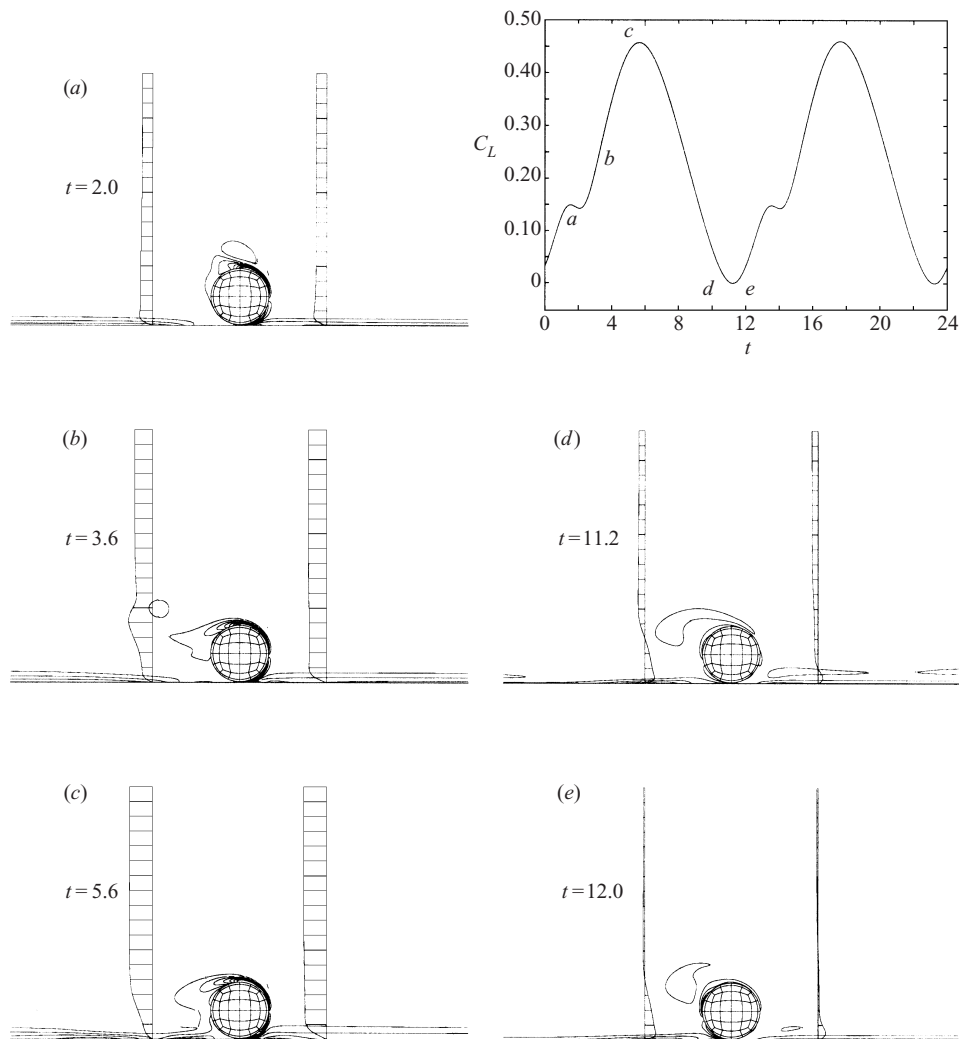 (a)
t = 2.0
0.50
c
0.40
0.30
C_L
b
0.20
a
0.10
d
e
0
0 4 8 12 16 20 24
t
(b)
t = 3.6
(d)
t = 11.2
(c)
t = 5.6
(e)
t = 12.0